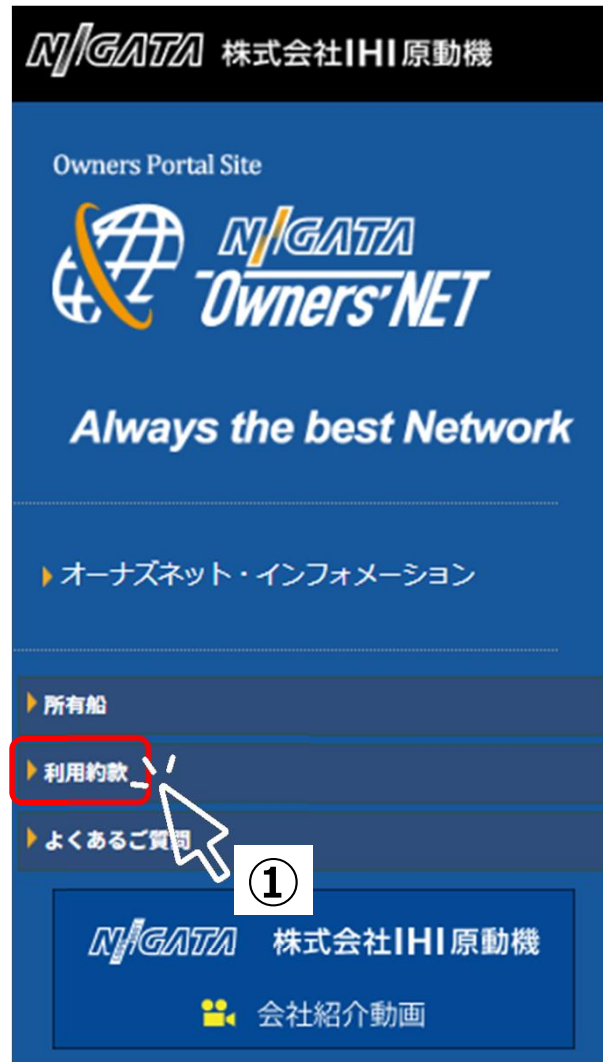 NIIGATA 株式会社IHI原動機
Owners Portal Site
NIIGATA
Owners' NET
Always the best Network
オーナズネット・インフォメーション
所有船
利用約款
よくあるご質問
①
NIIGATA 株式会社IHI原動機
会社紹介動画